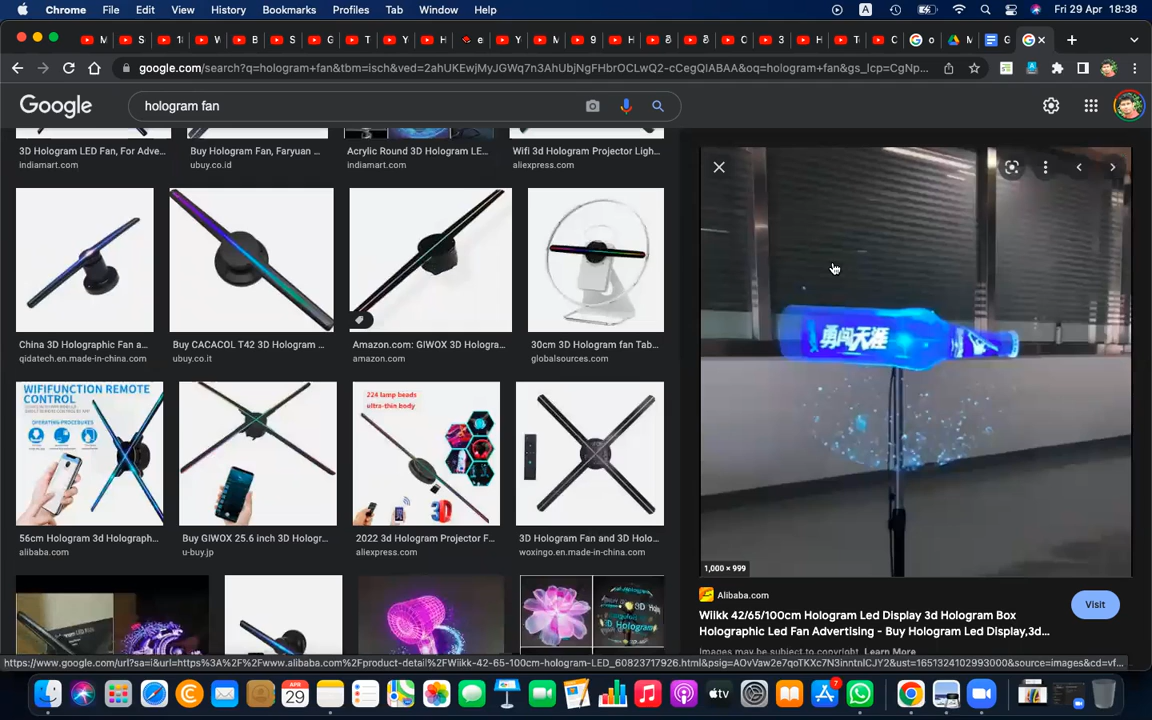 Chrome File Edit View History Bookmarks Profiles Tab Window Help
A
Fri 29 Apr 18:38
google.com/search?q=hologram+fan&tbm=isch&ved=2ahUKEwjMyJGWq7n3AhUbjNgFHbrOCLwQ2-cCegQIABAA&oq=hologram+fan&gs_lcp=CgNp...
Google
hologram fan
3D Hologram LED Fan, For Adve...
indiamart.com
Buy Hologram Fan, Faryuan ...
ubuy.co.id
Acrylic Round 3D Hologram LE...
indiamart.com
Wifi 3d Hologram Projector Ligh...
aliexpress.com
China 3D Holographic Fan a...
qidatech.en.made-in-china.com
Buy CACACOL T42 3D Hologram ...
ubuy.co.it
Amazon.com: GIWOX 3D Hologra...
amazon.com
30cm 3D Hologram fan Tab...
globalsources.com
WIFIFUNCTION REMOTE
CONTROL
224 lamp beads
ultra-thin body
56cm Hologram 3d Holograph...
alibaba.com
Buy GIWOX 25.6 inch 3D Hologr...
u-buy.jp
2022 3d Hologram Projector F...
aliexpress.com
3D Hologram Fan and 3D Holo...
woxingo.en.made-in-china.com
勇闯天涯
1,000 × 999
Alibaba.com
Wiikk 42/65/100cm Hologram Led Display 3d Hologram Box
Holographic Led Fan Advertising - Buy Hologram Led Display,3d...
Visit
Images may be subject to copyright. Learn More
https://www.google.com/url?sa=i&url=https%3A%2F%2Fwww.alibaba.com%2Fproduct-detail%2FWiikk-42-65-100cm-hologram-LED_60823717926.html&psig=AOvVaw2e7qoTKXc7N3inntnlCJY2&ust=1651324102993000&source=images&cd=vf...
APR
29
tv
7